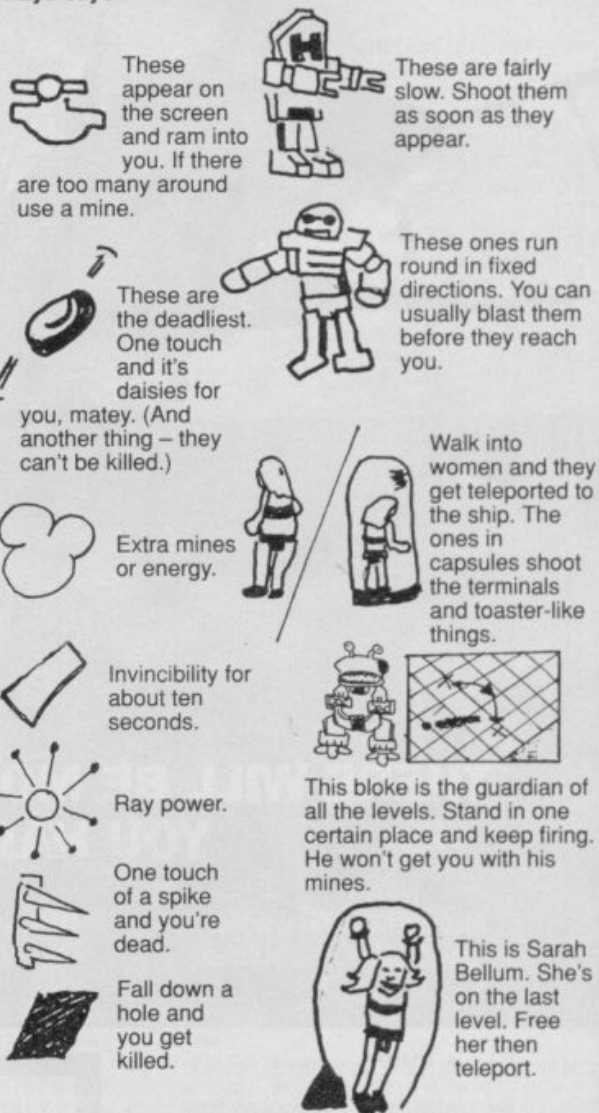 These
appear on
the screen
and ram into
you. If there
are too many around
use a mine.
These are fairly
slow. Shoot them
as soon as they
appear.
These are
the deadliest.
One touch
and it's
daisies for
you, matey. (And
another thing – they
can't be killed.)
These ones run
round in fixed
directions. You can
usually blast them
before they reach
you.
Extra mines
or energy.
Walk into
women and they
get teleported to
the ship. The
ones in
capsules shoot
the terminals
and toaster-like
things.
Invincibility for
about ten
seconds.
Ray power.
This bloke is the guardian of
all the levels. Stand in one
certain place and keep firing.
He won't get you with his
mines.
One touch
of a spike
and you're
dead.
Fall down a
hole and
you get
killed.
This is Sarah
Bellum. She's
on the last
level. Free
her then
teleport.
H